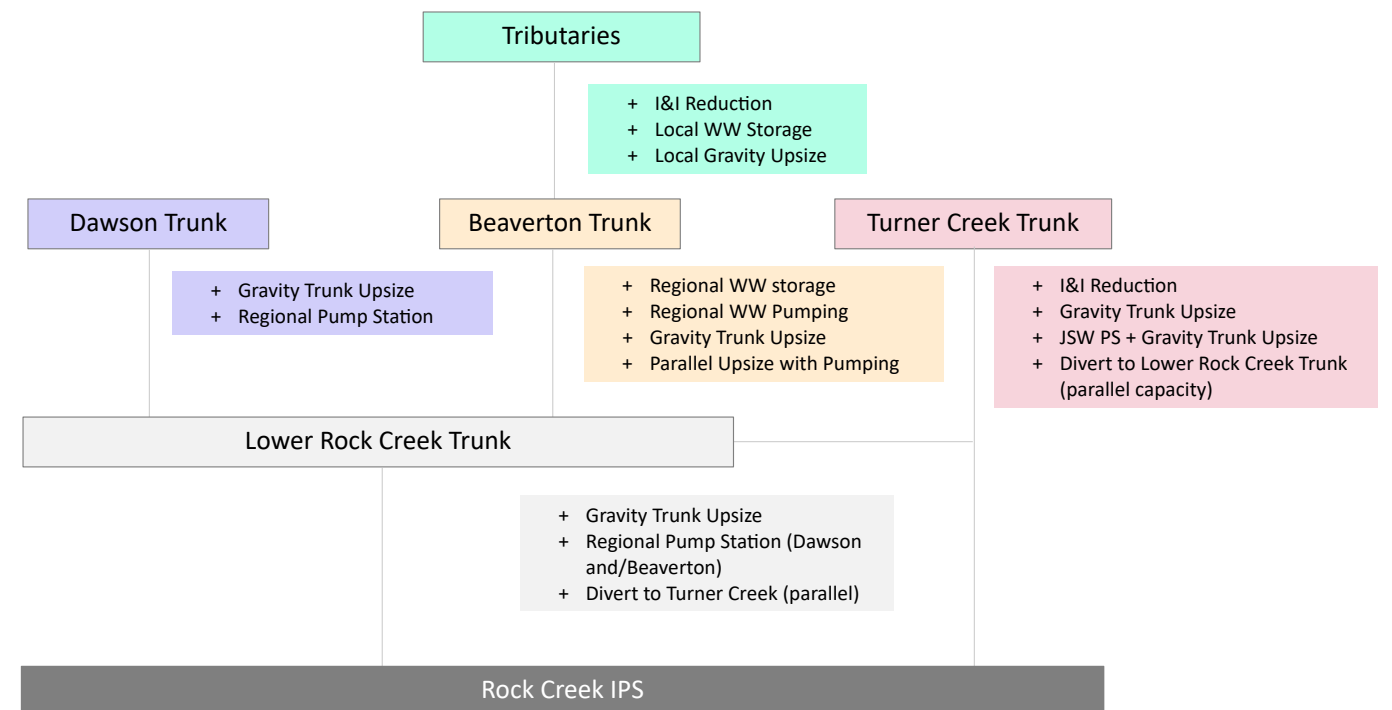 Tributaries
+ I&I Reduction
+ Local WW Storage
+ Local Gravity Upsize
Dawson Trunk
Beaverton Trunk
Turner Creek Trunk
+ Gravity Trunk Upsize
+ Regional Pump Station
+ Regional WW storage
+ Regional WW Pumping
+ Gravity Trunk Upsize
+ Parallel Upsize with Pumping
+ I&I Reduction
+ Gravity Trunk Upsize
+ JSW PS + Gravity Trunk Upsize
+ Divert to Lower Rock Creek Trunk
(parallel capacity)
Lower Rock Creek Trunk
+ Gravity Trunk Upsize
+ Regional Pump Station (Dawson
and/Beaverton)
+ Divert to Turner Creek (parallel)
Rock Creek IPS